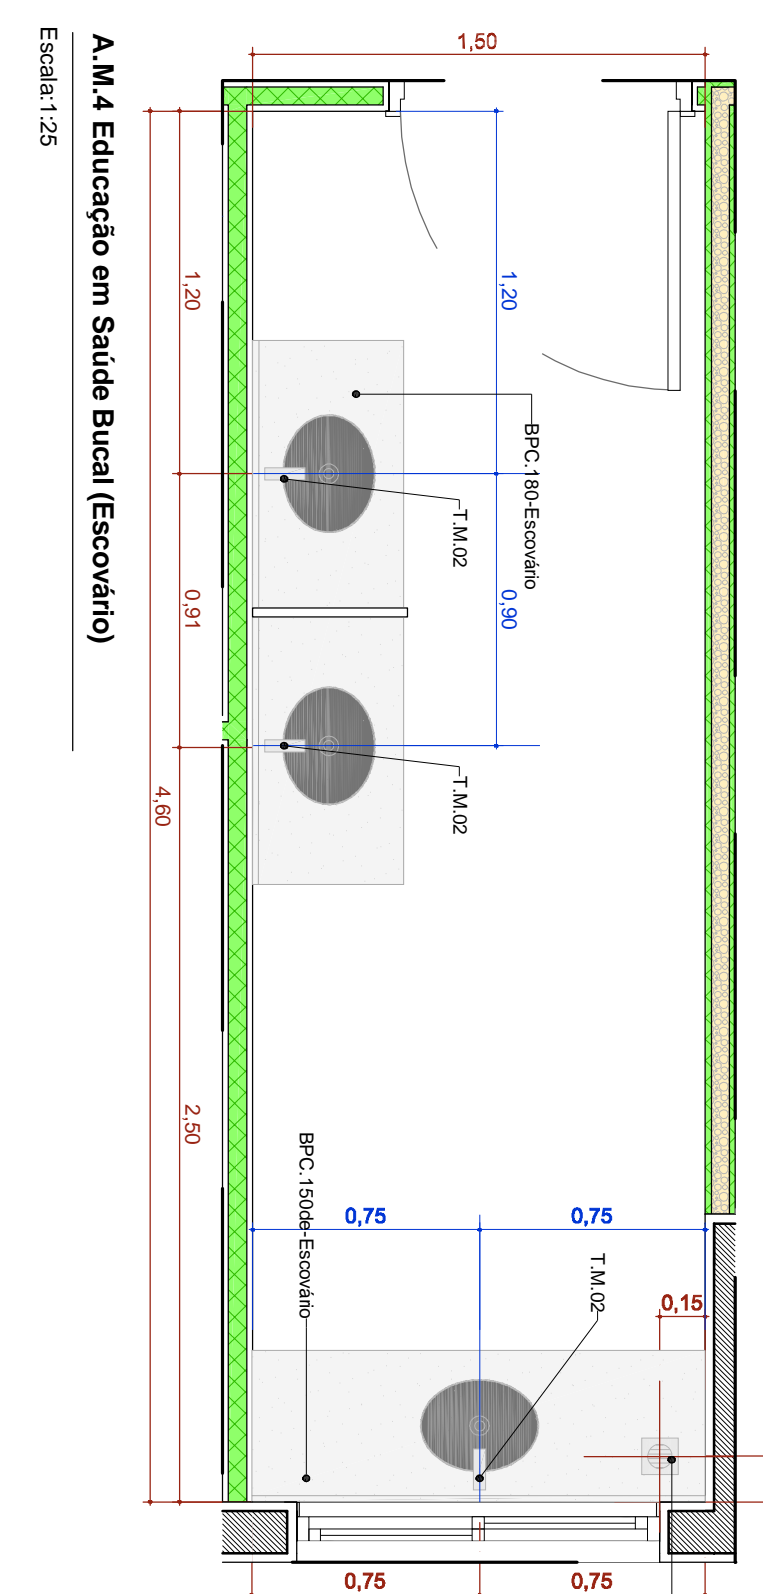 A.M.4 Educação em Saúde Bucal (Escovário)
Escala:1:25
1,50
1,20
1,20
BPC.180-Escovário
T.M.02
0,91
0,90
4,60
T.M.02
2,50
BPC.150de-Escovário
0,75
0,75
T.M.02
0,15
0,75
0,75